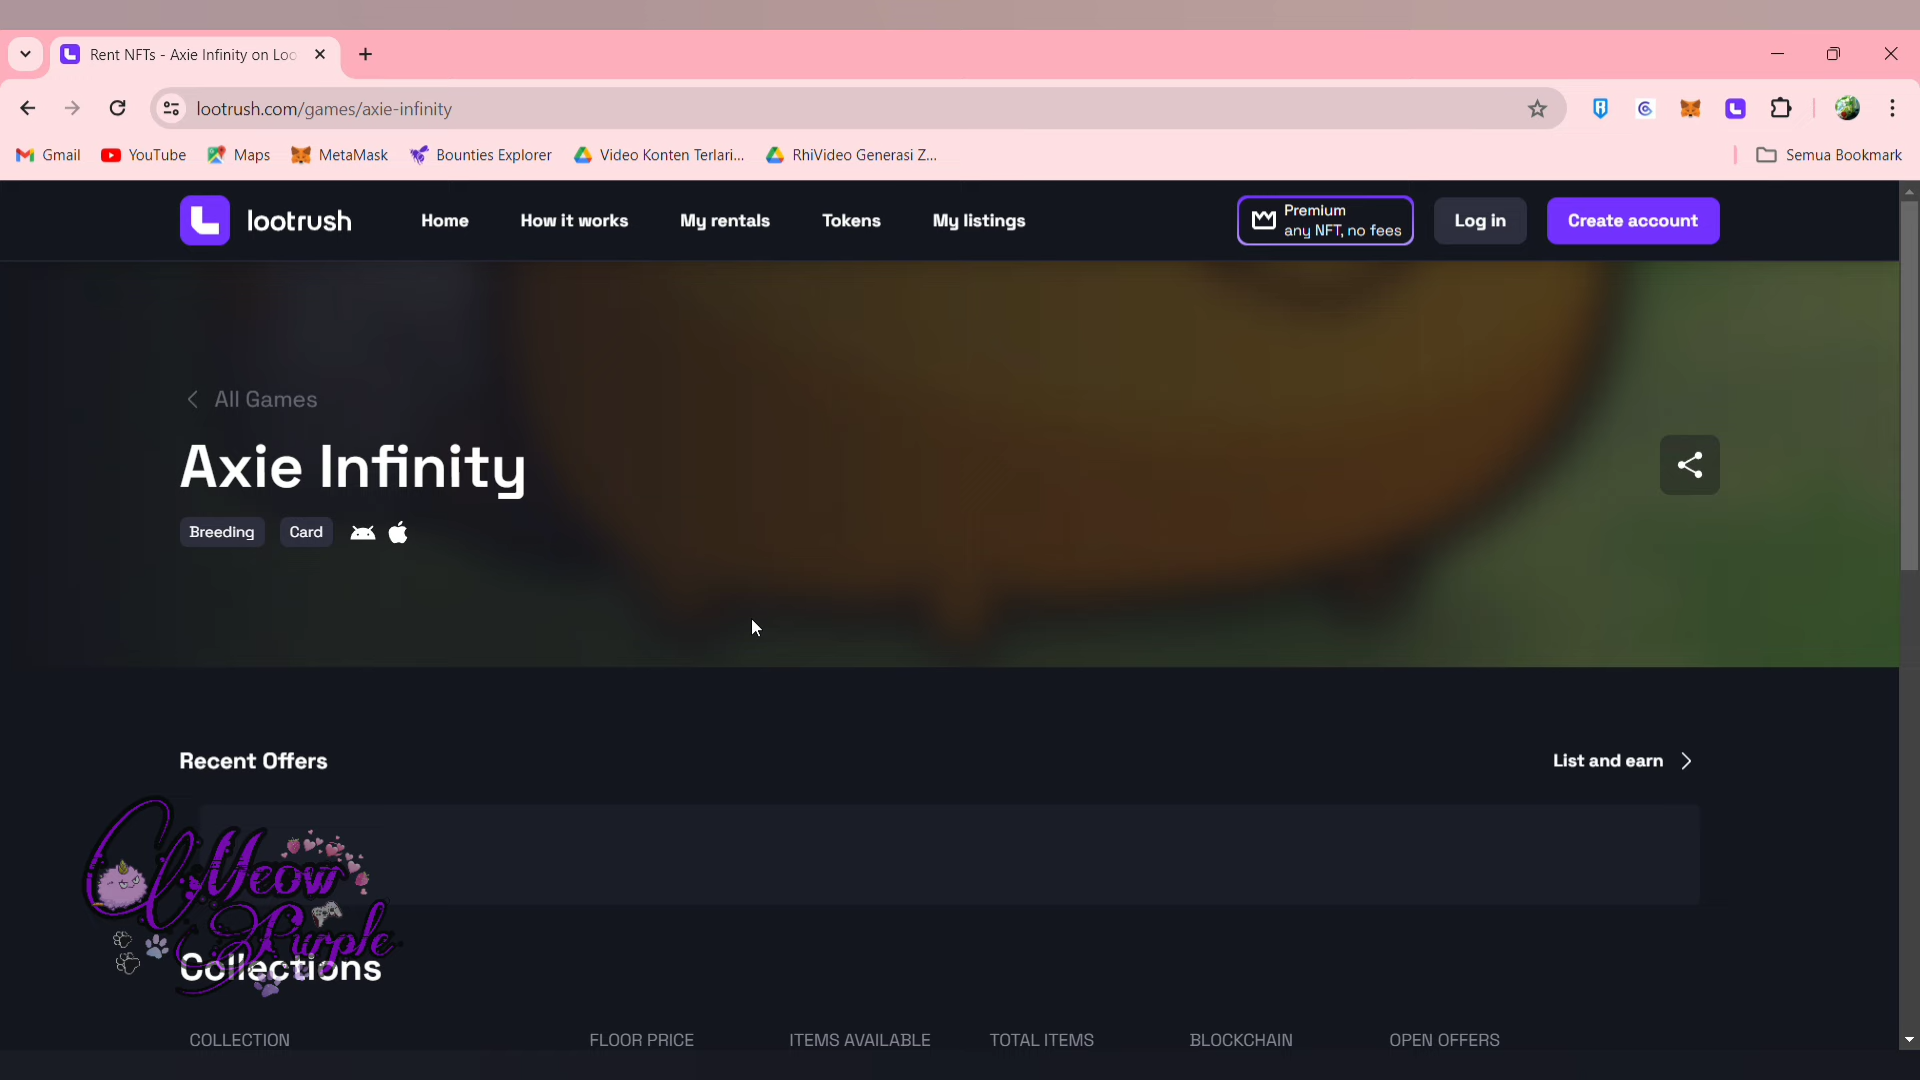 Rent NFTs - Axie Infinity on Loo
lootrush.com/games/axie-infinity
Gmail
YouTube
Maps
MetaMask
Bounties Explorer
Video Konten Terlari...
RhiVideo Generasi Z...
Semua Bookmark
lootrush
Home
How it works
My rentals
Tokens
My listings
Premium
any NFT, no fees
Log in
Create account
All Games
Axie Infinity
Breeding
Card
Recent Offers
List and earn
Meow
Purple
Collections
COLLECTION
FLOOR PRICE
ITEMS AVAILABLE
TOTAL ITEMS
BLOCKCHAIN
OPEN OFFERS